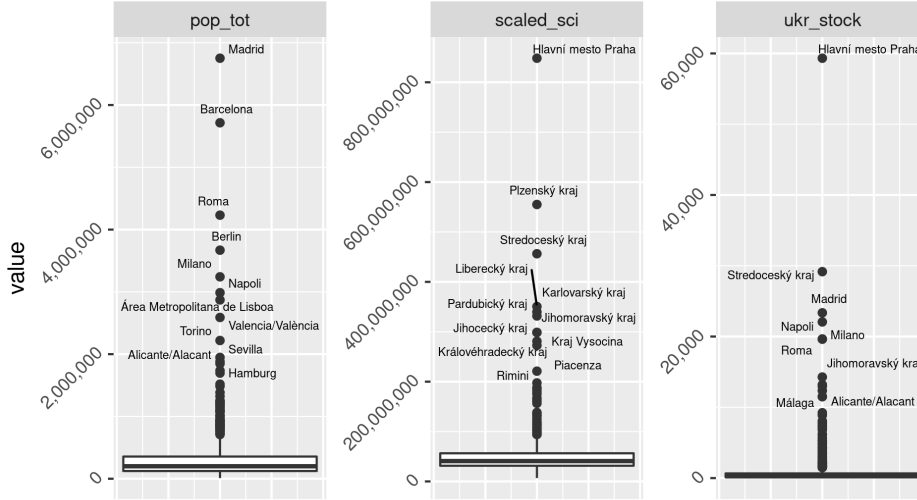 pop_tot
scaled_sci
ukr_stock
value
6,000,000
4,000,000
2,000,000
0
Madrid
Barcelona
Roma
Berlin
Milano
Napoli
Área Metropolitana de Lisboa
Valencia/València
Torino
Sevilla
Alicante/Alacant
Hamburg
800,000,000
600,000,000
400,000,000
200,000,000
0
Hlavní mesto Praha
Plzenský kraj
Stredoceský kraj
Liberecký kraj
Karlovarský kraj
Pardubický kraj
Jihomoravský kraj
Jihocecký kraj
Kraj Vysocina
Královéhradecký kraj
Piacenza
Rimini
60,000
40,000
20,000
0
Hlavní mesto Praha
Stredoceský kraj
Madrid
Napoli
Milano
Roma
Jihomoravský kra
Málaga
Alicante/Alacant